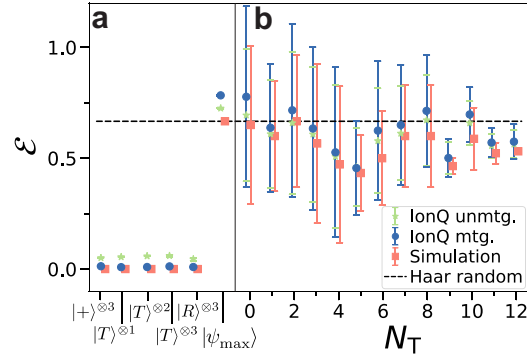 a
b
1.0
0.5
0.0
ℰ
IonQ unmtg.
IonQ mtg.
Simulation
Haar random
|+⟩⊗3
|T⟩⊗2
|R⟩⊗3
|T⟩⊗1
|T⟩⊗3
|ψmax⟩
0 2 4 6 8 10 12
N_T